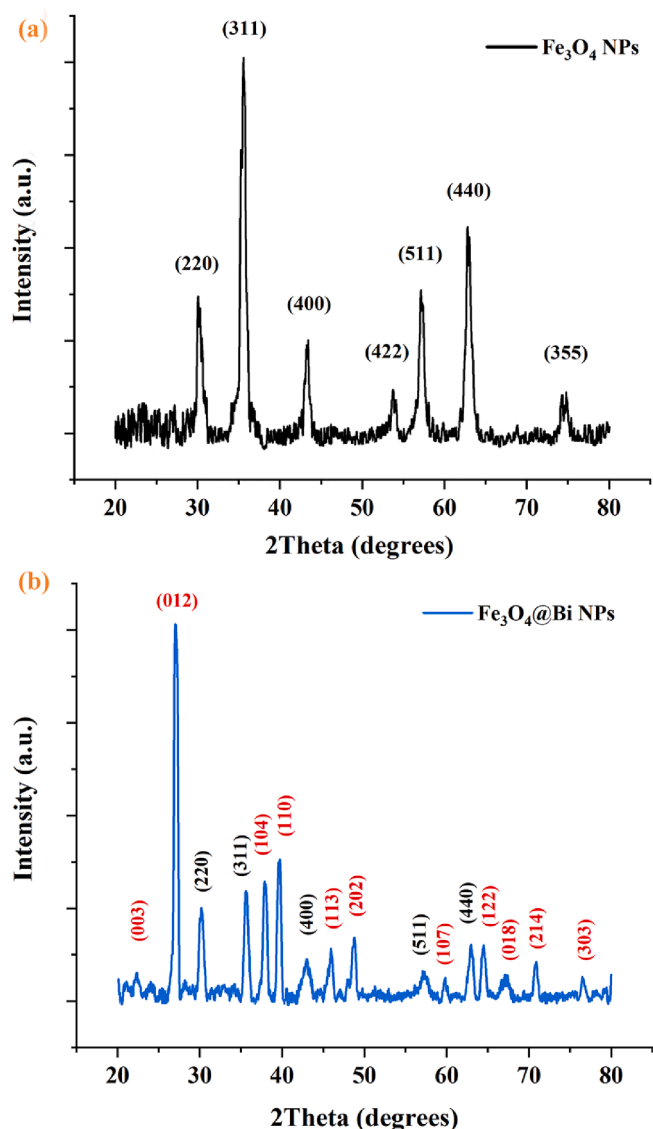 (a)
(311)
Fe₃O₄ NPs
(440)
(220)
(511)
(400)
(422)
(355)
Intensity (a.u.)
20 30 40 50 60 70 80
2Theta (degrees)
(b)
(012)
Fe₃O₄@Bi NPs
Intensity (a.u.)
(003)
(220)
(311)
(104)
(110)
(400)
(113)
(202)
(511)
(107)
(440)
(122)
(018)
(214)
(303)
20 30 40 50 60 70 80
2Theta (degrees)